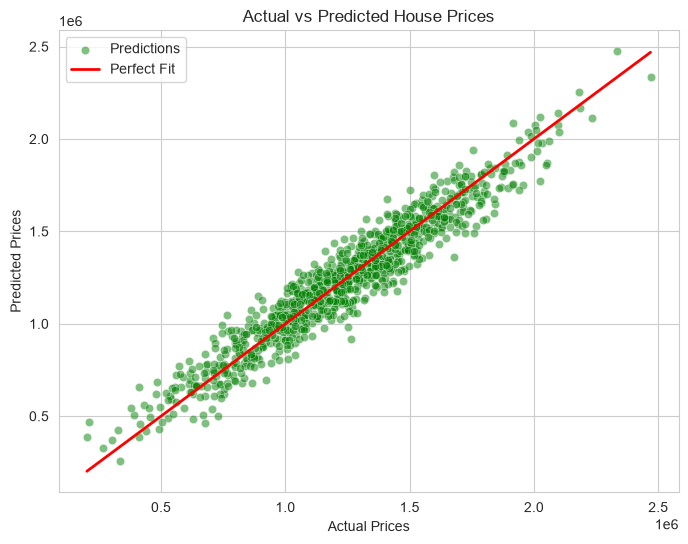 Actual vs Predicted House Prices
1e6
Predictions
Perfect Fit
2.5
2.0
1.5
1.0
0.5
Predicted Prices
0.5 1.0 1.5 2.0 2.5
1e6
Actual Prices